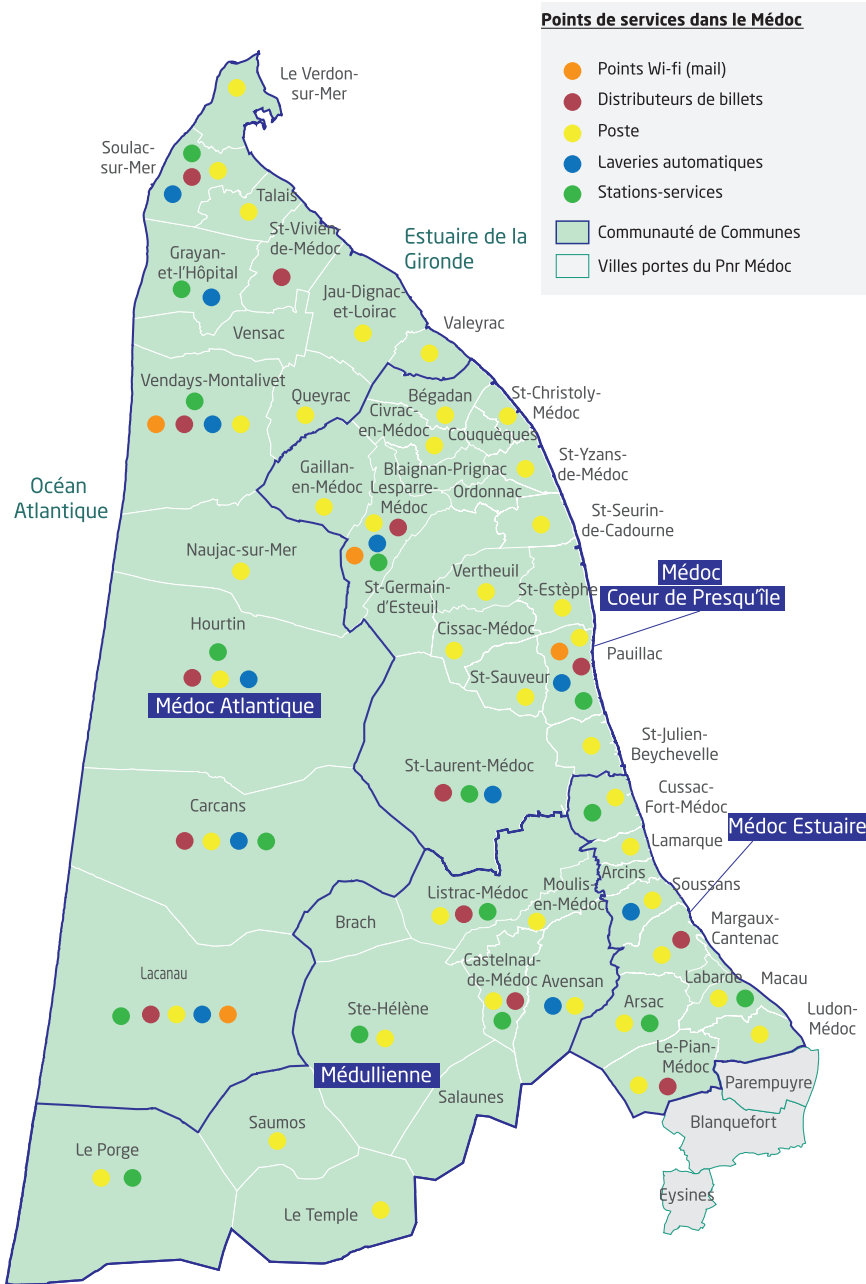 Points de services dans le Médoc
Points Wi-fi (mail)
Distributeurs de billets
Poste
Laveries automatiques
Stations-services
Communauté de Communes
Villes portes du Pnr Médoc
Le Verdon-
sur-Mer
Soulac-
sur-Mer
Talais
St-Vivien-
de-Médoc
Estuaire de la
Gironde
Grayan-
et-l'Hôpital
Jau-Dignac-
et-Loirac
Vensac
Valeyrac
Vendays-Montalivet
Queyrac
Bégadan
St-Christoly-
Médoc
Civrac-
en-Médoc
Couquèques
St-Yzans-
de-Médoc
Gaillan-
en-Médoc
Blaignan-Prignac
Lesparre-
Médoc
Ordonnac
Océan
Atlantique
St-Seurin-
de-Cadourne
Naujac-sur-Mer
St-Germain-
d'Esteuil
Vertheuil
St-Estèphe
Médoc
Coeur de Presqu'île
Hourtin
Cissac-Médoc
Pauillac
St-Sauveur
Médoc Atlantique
St-Julien-
Beychevelle
St-Laurent-Médoc
Cussac-
Fort-Médoc
Carcans
Médoc Estuaire
Lamarque
Arcins
Soussans
Listrac-Médoc
Moulis-
en-Médoc
Brach
Margaux-
Cantenac
Lacanau
Castelnau-
de-Médoc
Avensan
Labarde
Macau
Ste-Hélène
Arsac
Ludon-
Médoc
Le-Pian-
Médoc
Médullienne
Parempuyre
Salaunes
Saumos
Blanquefort
Le Porge
Eysines
Le Temple